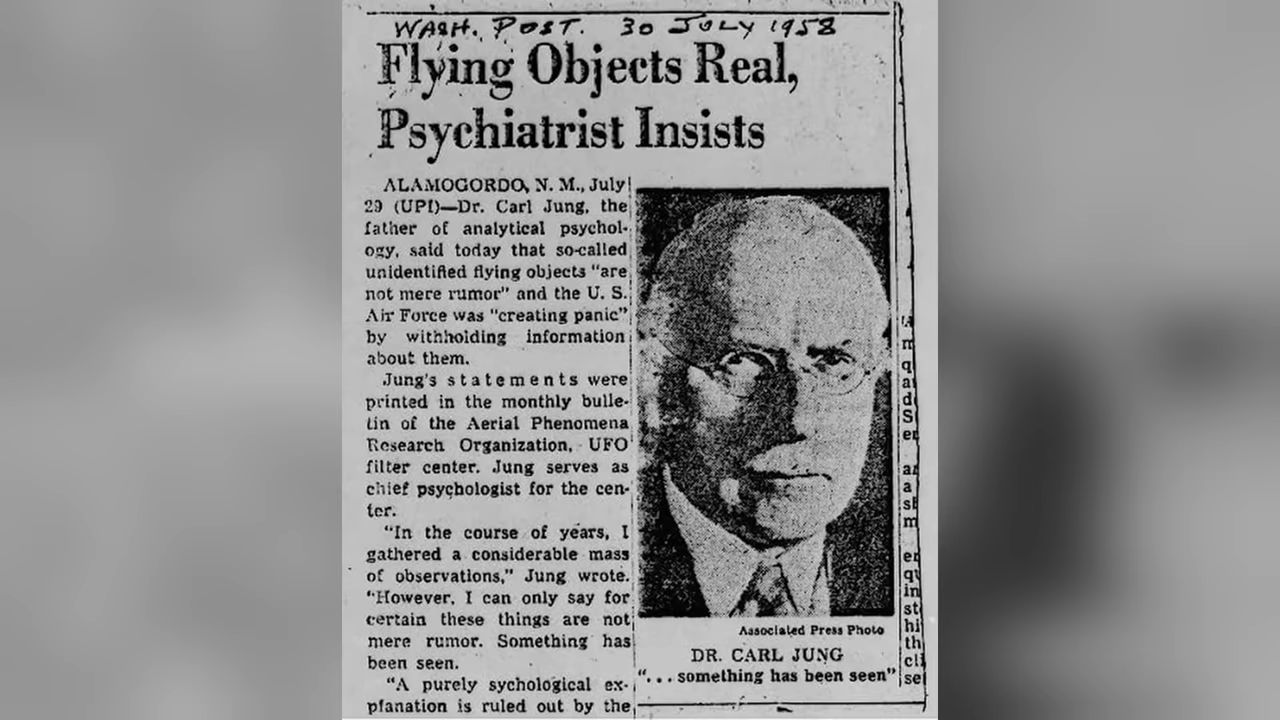 WASH. POST. 30 JULY 1958
Flying Objects Real,
Psychiatrist Insists
ALAMOGORDO, N. M., July
29 (UPI)—Dr. Carl Jung, the
father of analytical psychol-
ogy, said today that so-called
unidentified flying objects "are
not mere rumor" and the U. S.
Air Force was "creating panic"
by withholding information
about them.
Jung's statements were
printed in the monthly bulle-
tin of the Aerial Phenomena
Research Organization, UFO
filter center. Jung serves as
chief psychologist for the cen-
ter.
"In the course of years, I
gathered a considerable mass
of observations," Jung wrote.
"However, I can only say for
certain these things are not
mere rumor. Something has
been seen.
"A purely sychological ex-
planation is ruled out by the
Associated Press Photo
DR. CARL JUNG
". . . something has been seen"